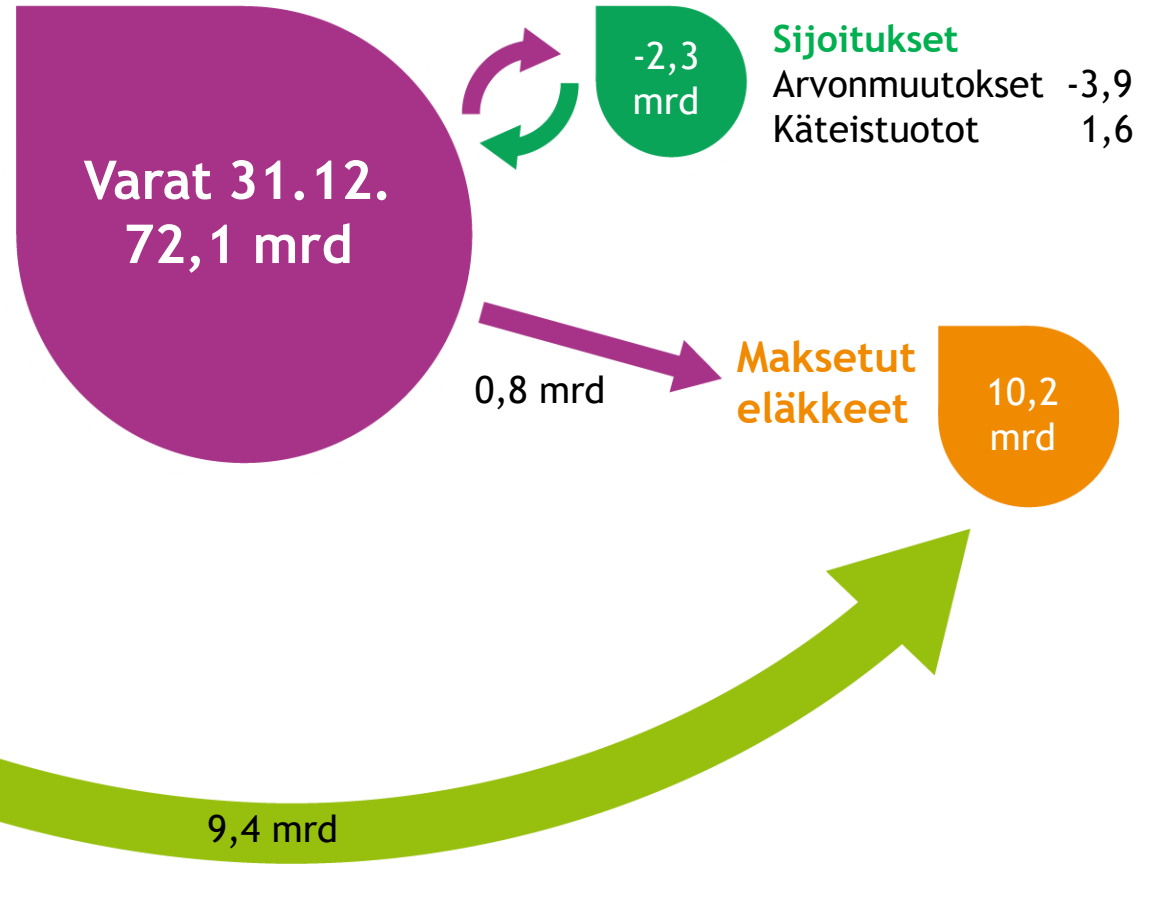 Varat 31.12.
72,1 mrd
-2,3
mrd
Sijoitukset
Arvonmuutokset -3,9
Käteistuotot 1,6
0,8 mrd
Maksetut
eläkkeet
10,2
mrd
9,4 mrd